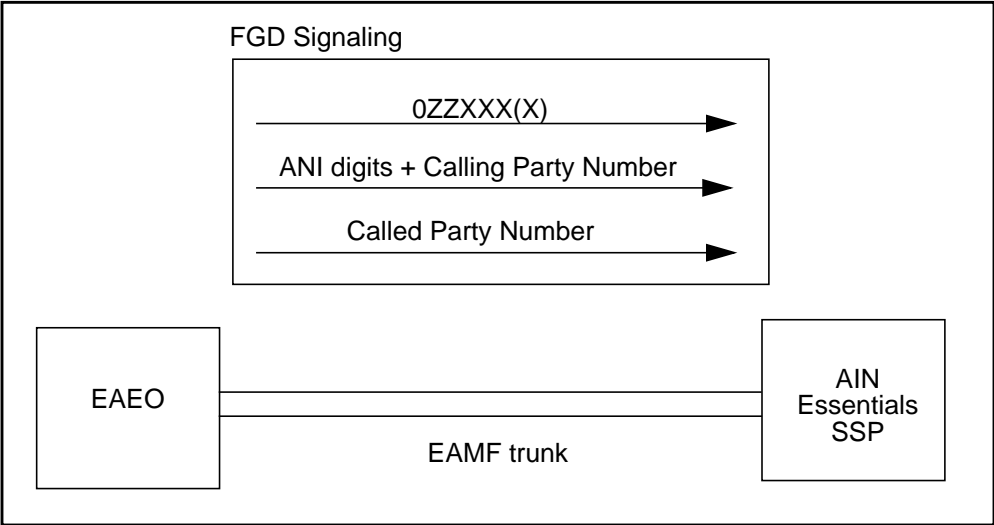 FGD Signaling
0ZZXXX(X)
ANI digits + Calling Party Number
Called Party Number
EAEO
AIN
Essentials
SSP
EAMF trunk